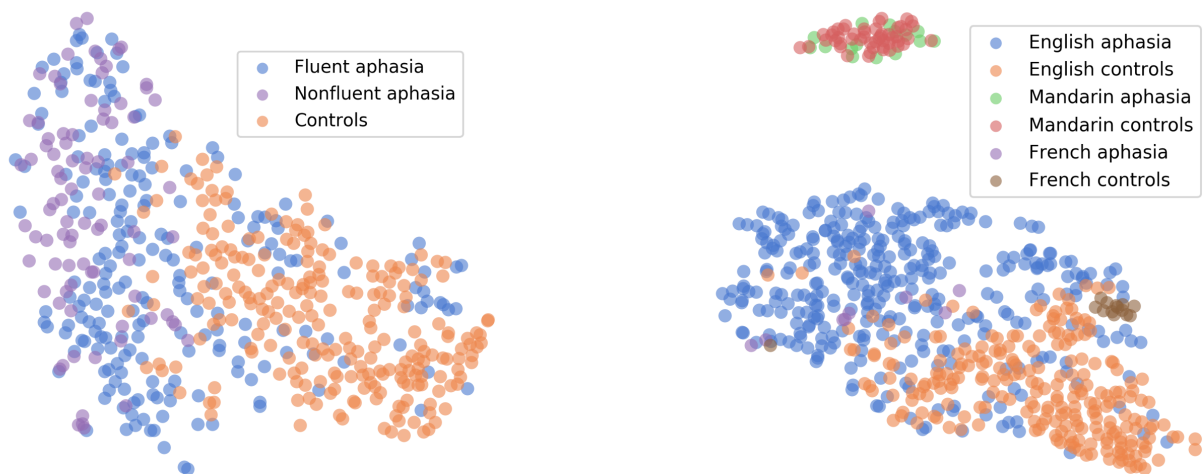 Fluent aphasia
Nonfluent aphasia
Controls
English aphasia
English controls
Mandarin aphasia
Mandarin controls
French aphasia
French controls